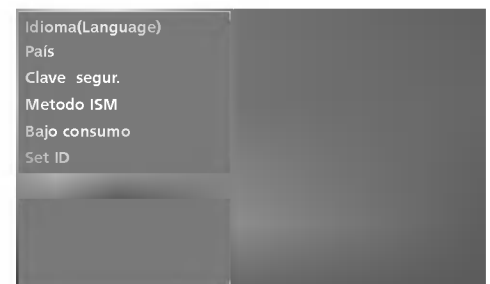 Idioma(Language)
País
Clave segur.
Metodo ISM
Bajo consumo
Set ID